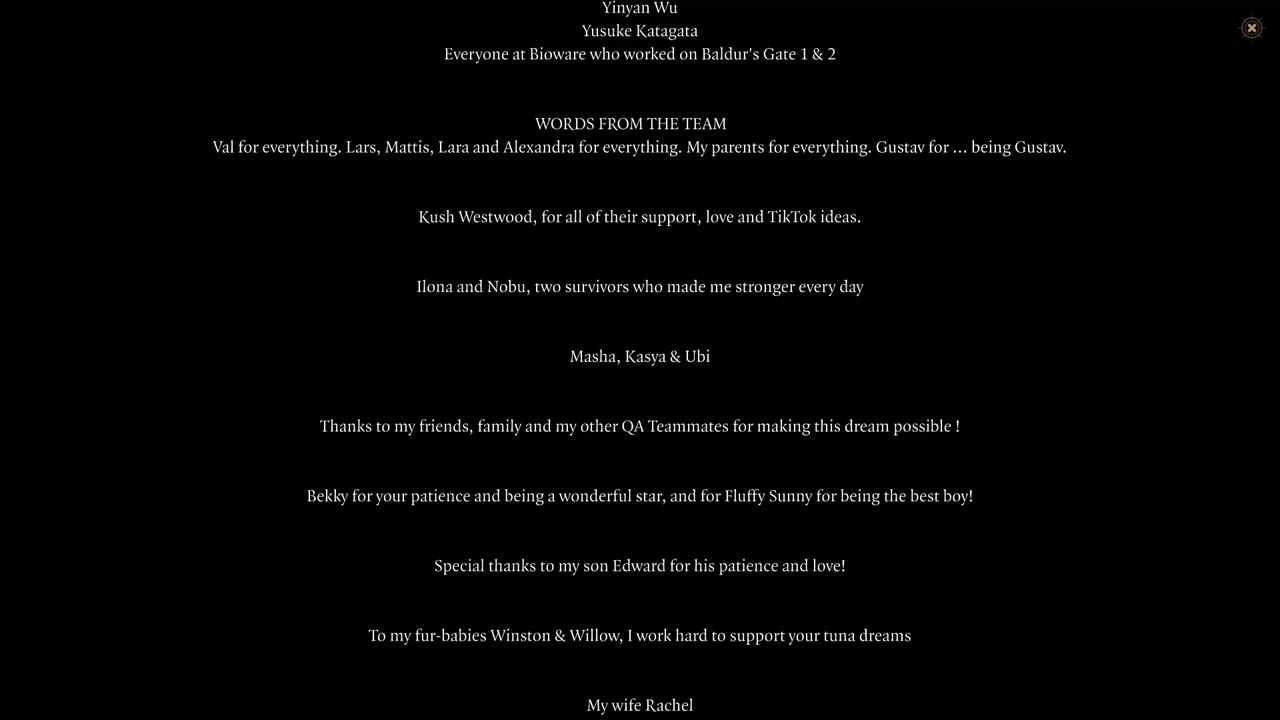 Yinyan Wu
Yusuke Katagata
Everyone at Bioware who worked on Baldur's Gate 1 & 2
WORDS FROM THE TEAM
Val for everything. Lars, Mattis, Lara and Alexandra for everything. My parents for everything. Gustav for ... being Gustav.
Kush Westwood, for all of their support, love and TikTok ideas.
Ilona and Nobu, two survivors who made me stronger every day
Masha, Kasya & Ubi
Thanks to my friends, family and my other QA Teammates for making this dream possible !
Bekky for your patience and being a wonderful star, and for Fluffy Sunny for being the best boy!
Special thanks to my son Edward for his patience and love!
To my fur-babies Winston & Willow, I work hard to support your tuna dreams
My wife Rachel